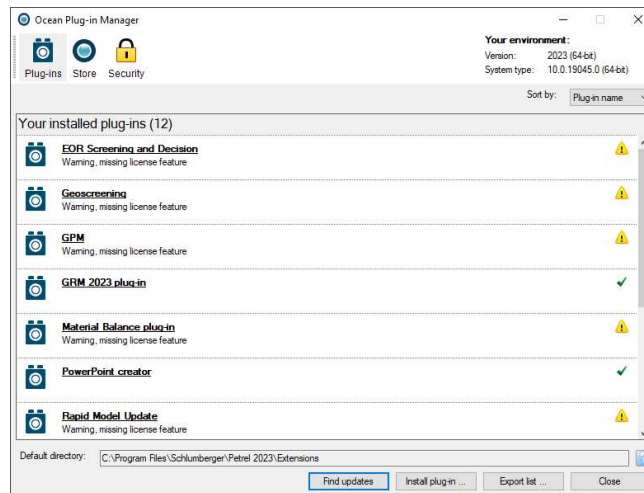 Ocean Plug-in Manager
Plug-ins
Store
Security
Your environment:
Version: 2023 (64-bit)
System type: 10.0.19045.0 (64-bit)
Sort by: Plug-in name
Your installed plug-ins (12)
EOR Screening and Decision
Warning, missing license feature
Geoscreening
Warning, missing license feature
GPM
Warning, missing license feature
GRM 2023 plug-in
Material Balance plug-in
Warning, missing license feature
PowerPoint creator
Rapid Model Update
Warning, missing license feature
Default directory: C:\Program Files\Schlumberger\Petrel 2023\Extensions
Find updates
Install plug-in ...
Export list ...
Close